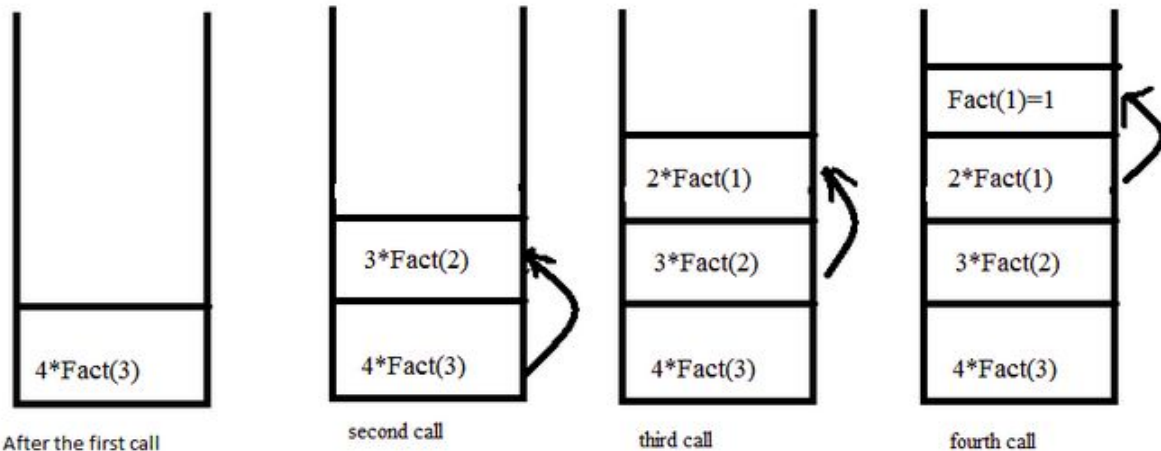 4*Fact(3)
After the first call
3*Fact(2)
4*Fact(3)
second call
2*Fact(1)
3*Fact(2)
4*Fact(3)
third call
Fact(1)=1
2*Fact(1)
3*Fact(2)
4*Fact(3)
fourth call